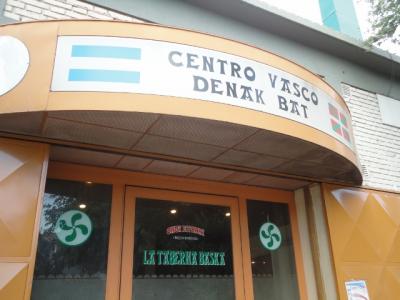 CENTRO VASCO
DENAK BAT
LA TABERNA BASKA